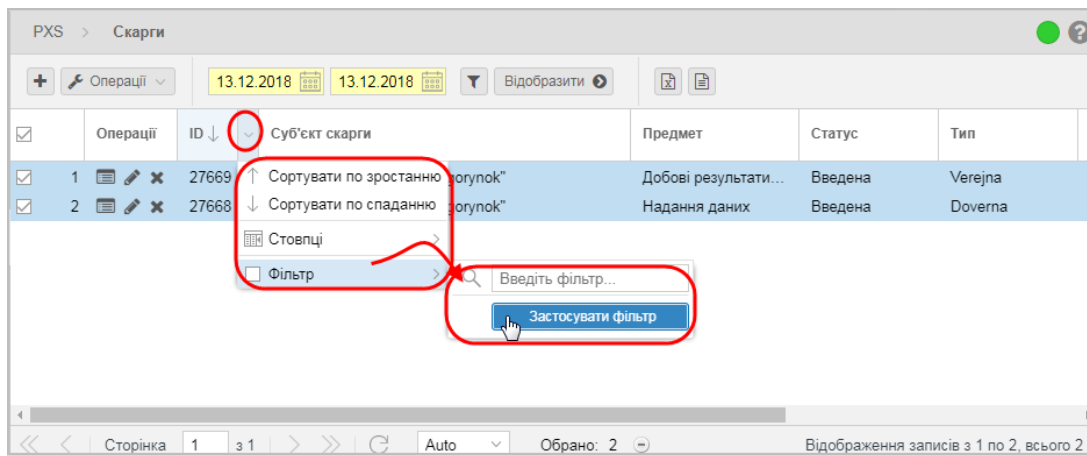 PXS > Скарги
Операції 13.12.2018 13.12.2018 Відобразити
Операції ID Суб'єкт скарги Предмет Статус Тип
1 27669 orynok" Добові результати... Введена Verejna
2 27668 orynok" Надання даних Введена Doverna
Сортувати по зростанню
Сортувати по спаданню
Стовпці
Фільтр
Введіть фільтр...
Застосувати фільтр
Сторінка 1 з 1 Auto Обрано: 2 Відображення записів з 1 по 2, всього 2